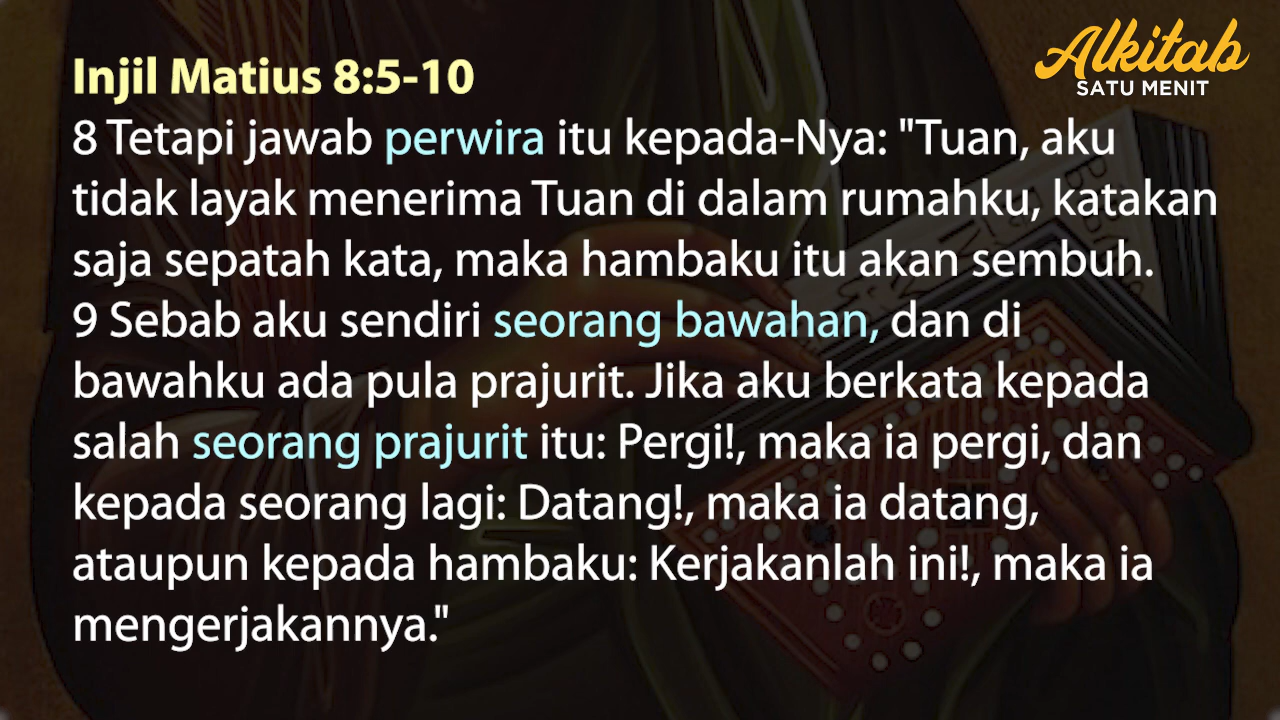 Alkitab
SATU MENIT
Injil Matius 8:5-10
8 Tetapi jawab perwira itu kepada-Nya: "Tuan, aku
tidak layak menerima Tuan di dalam rumahku, katakan
saja sepatah kata, maka hambaku itu akan sembuh.
9 Sebab aku sendiri seorang bawahan, dan di
bawahku ada pula prajurit. Jika aku berkata kepada
salah seorang prajurit itu: Pergi!, maka ia pergi, dan
kepada seorang lagi: Datang!, maka ia datang,
ataupun kepada hambaku: Kerjakanlah ini!, maka ia
mengerjakannya."